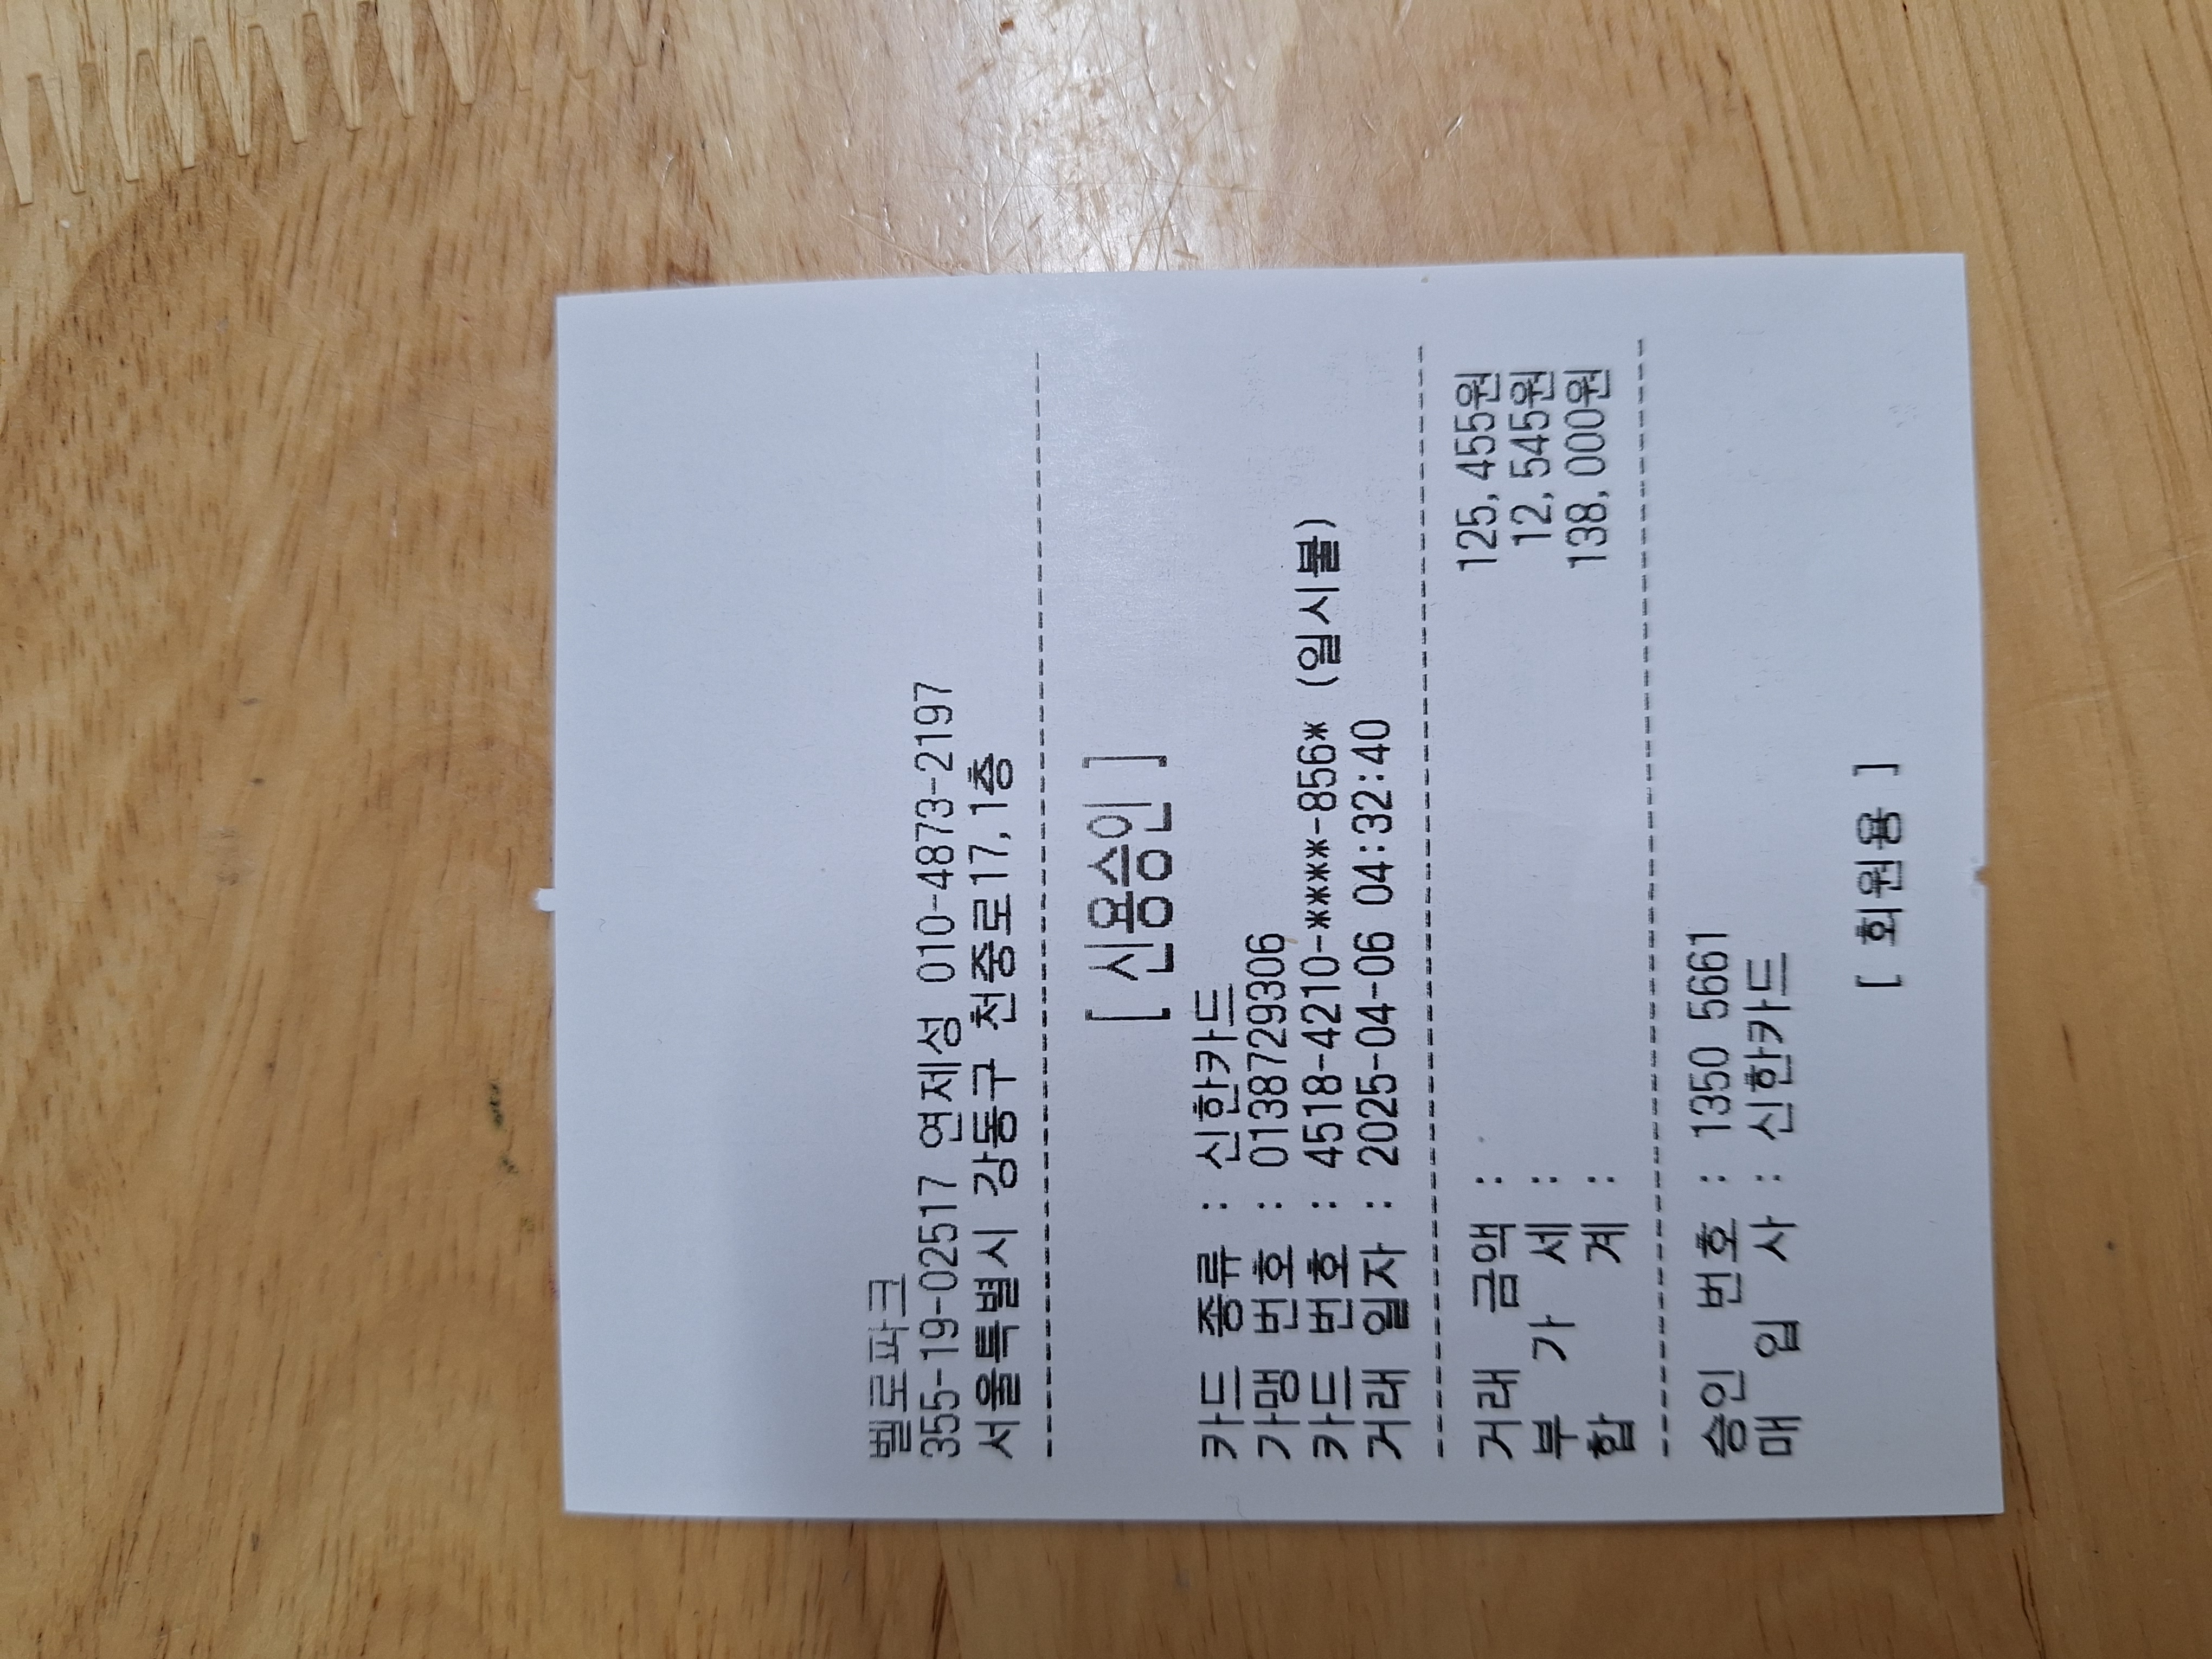 벨로파크
355-19-02517 연제성 010-4873-2197
서울특별시 강동구 천중로17,1층
[ 신용승인 ]
카드 종류 : 신한카드
가맹 번호 : 0138729306
카드 번호 : 4518-4210-****-856* (일시불)
거래 일자 : 2025-04-06 04:32:40
거래 금액 : 125,455원
부 가 세 : 12,545원
합 계 : 138,000원
승인 번호 : 1350 5661
매 입 사 : 신한카드
[ 회원용 ]